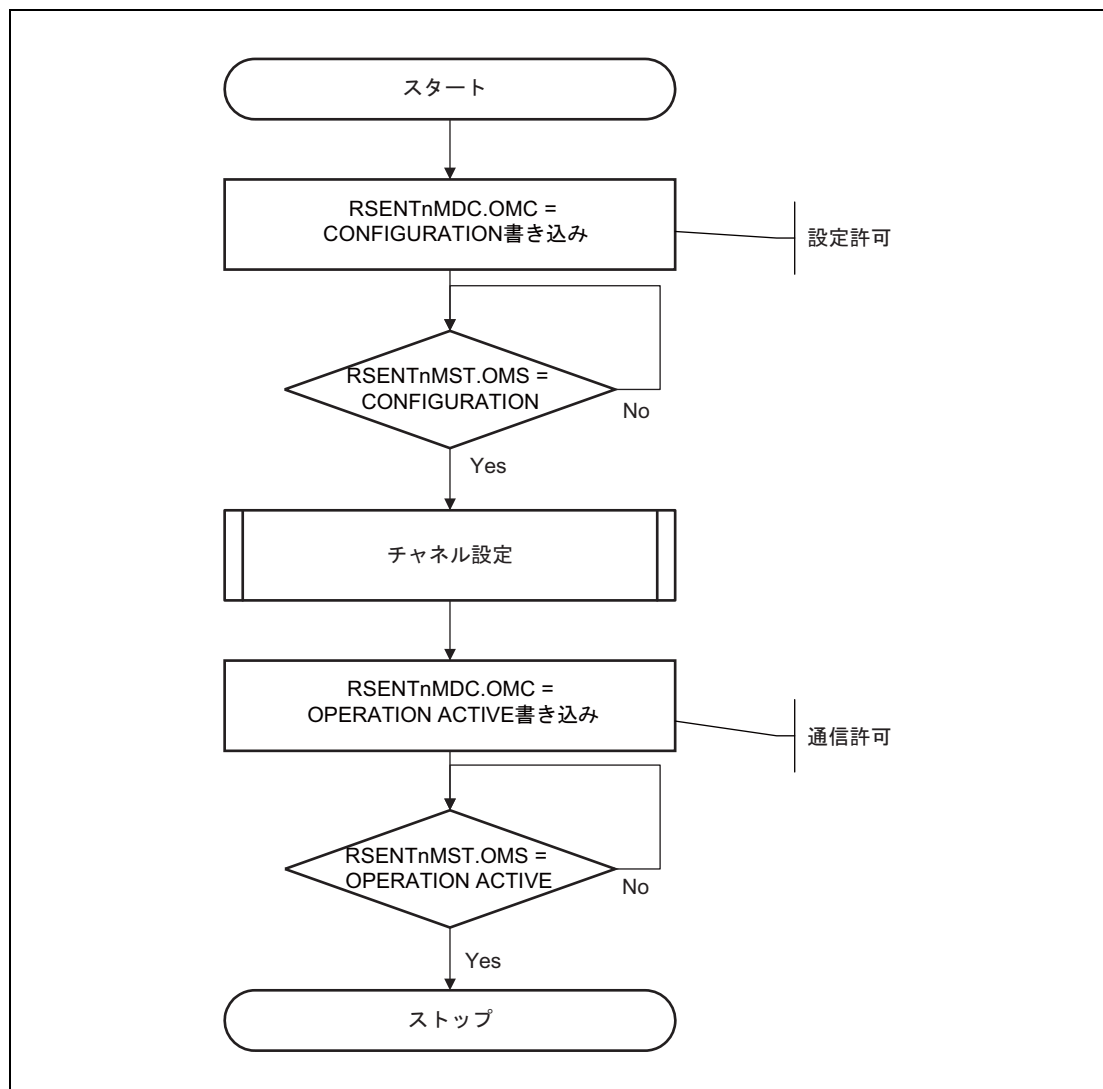 スタート
RSENTnMDC.OMC =
CONFIGURATION書き込み
設定許可
RSENTnMST.OMS =
CONFIGURATION
No
Yes
チャネル設定
RSENTnMDC.OMC =
OPERATION ACTIVE書き込み
通信許可
RSENTnMST.OMS =
OPERATION ACTIVE
No
Yes
ストップ